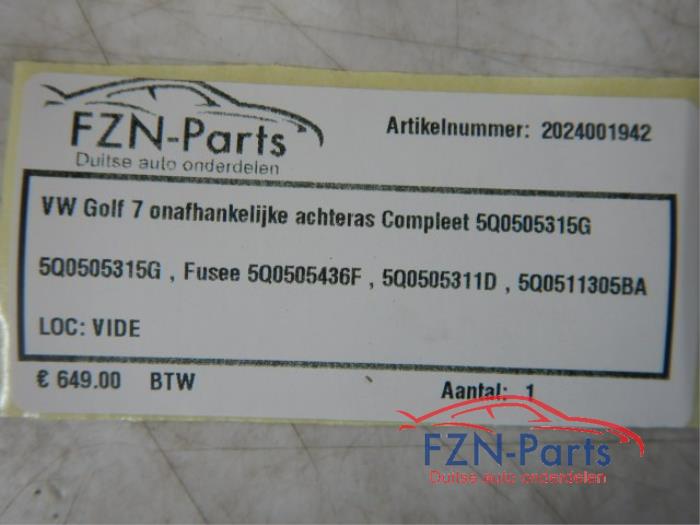 FZN-Parts
Duitse auto onderdelen
Artikelnummer: 2024001942
VW Golf 7 onafhankelijke achteras Compleet 5Q0505315G
5Q0505315G , Fusee 5Q0505436F , 5Q0505311D , 5Q0511305BA
LOC: VIDE
€ 649.00 BTW Aantal: 1
FZN-Parts
Duitse auto onderdelen